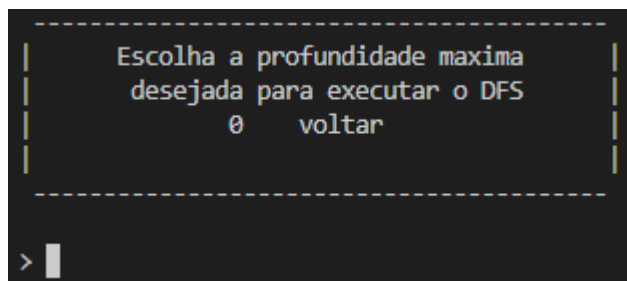 -----------------------------------------
| Escolha a profundidade maxima |
| desejada para executar o DFS |
| 0 voltar |
| |
-----------------------------------------
>